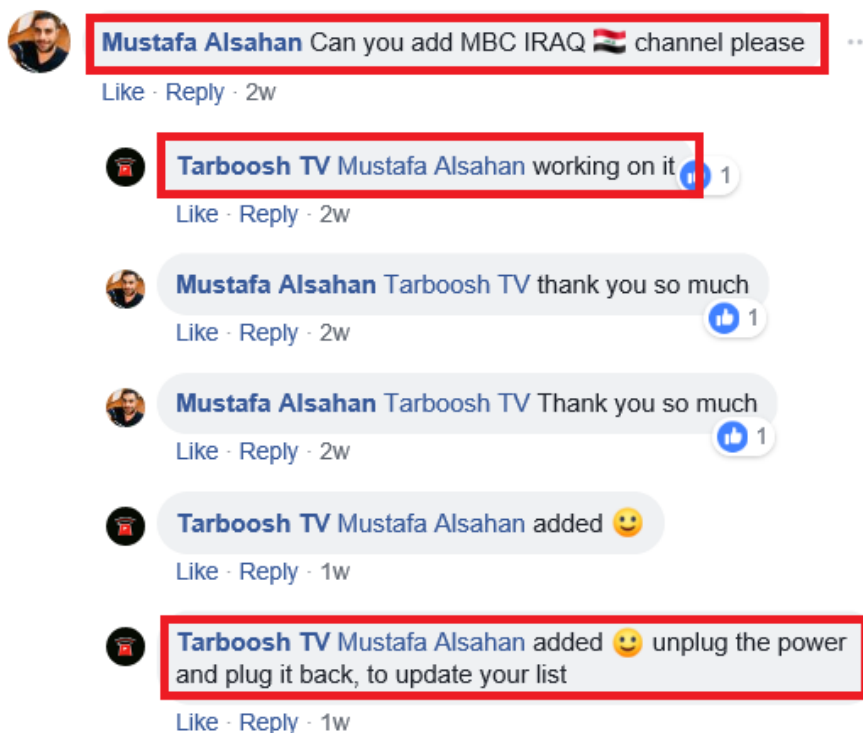 Mustafa Alsahan Can you add MBC IRAQ 🇮🇶 channel please
Like · Reply · 2w
Tarboosh TV Mustafa Alsahan working on it
1
Like · Reply · 2w
Mustafa Alsahan Tarboosh TV thank you so much
1
Like · Reply · 2w
Mustafa Alsahan Tarboosh TV Thank you so much
1
Like · Reply · 2w
Tarboosh TV Mustafa Alsahan added 🙂
Like · Reply · 1w
Tarboosh TV Mustafa Alsahan added 🙂 unplug the power
and plug it back, to update your list
Like · Reply · 1w